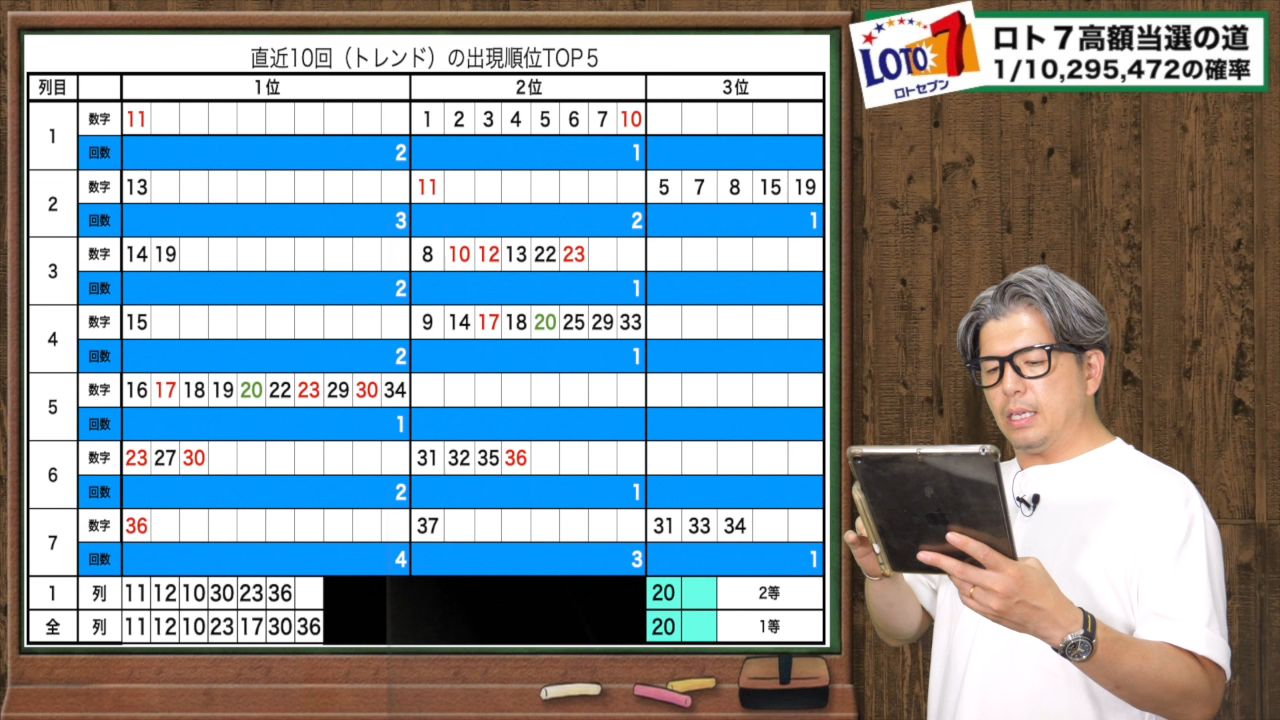 直近10回（トレンド）の出現順位TOP５
列目 1位 2位 3位
1 数字 11 1 2 3 4 5 6 7 10
回数 2 1
2 数字 13 11 5 7 8 15 19
回数 3 2 1
3 数字 14 19 8 10 12 13 22 23
回数 2 1
4 数字 15 9 14 17 18 20 25 29 33
回数 2 1
5 数字 16 17 18 19 20 22 23 29 30 34
回数 1
6 数字 23 27 30 31 32 35 36
回数 2 1
7 数字 36 37 31 33 34
回数 4 3 1
1 列 11 12 10 30 23 36 20 2等
全 列 11 12 10 23 17 30 36 20 1等
LOTO 7
ロトセブン
ロト７高額当選の道
1/10,295,472の確率